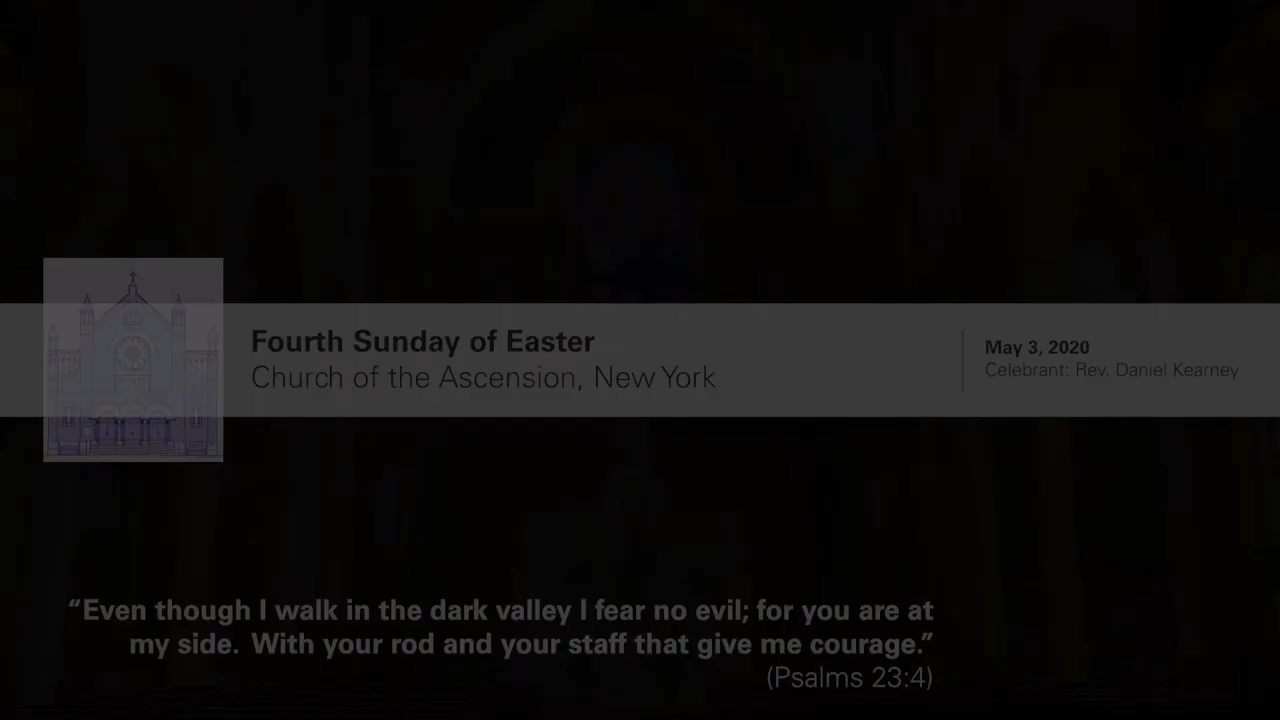 Fourth Sunday of Easter
Church of the Ascension, New York
May 3, 2020
Celebrant: Rev. Daniel Kearney
“Even though I walk in the dark valley I fear no evil; for you are at
my side.  With your rod and your staff that give me courage.”
(Psalms 23:4)